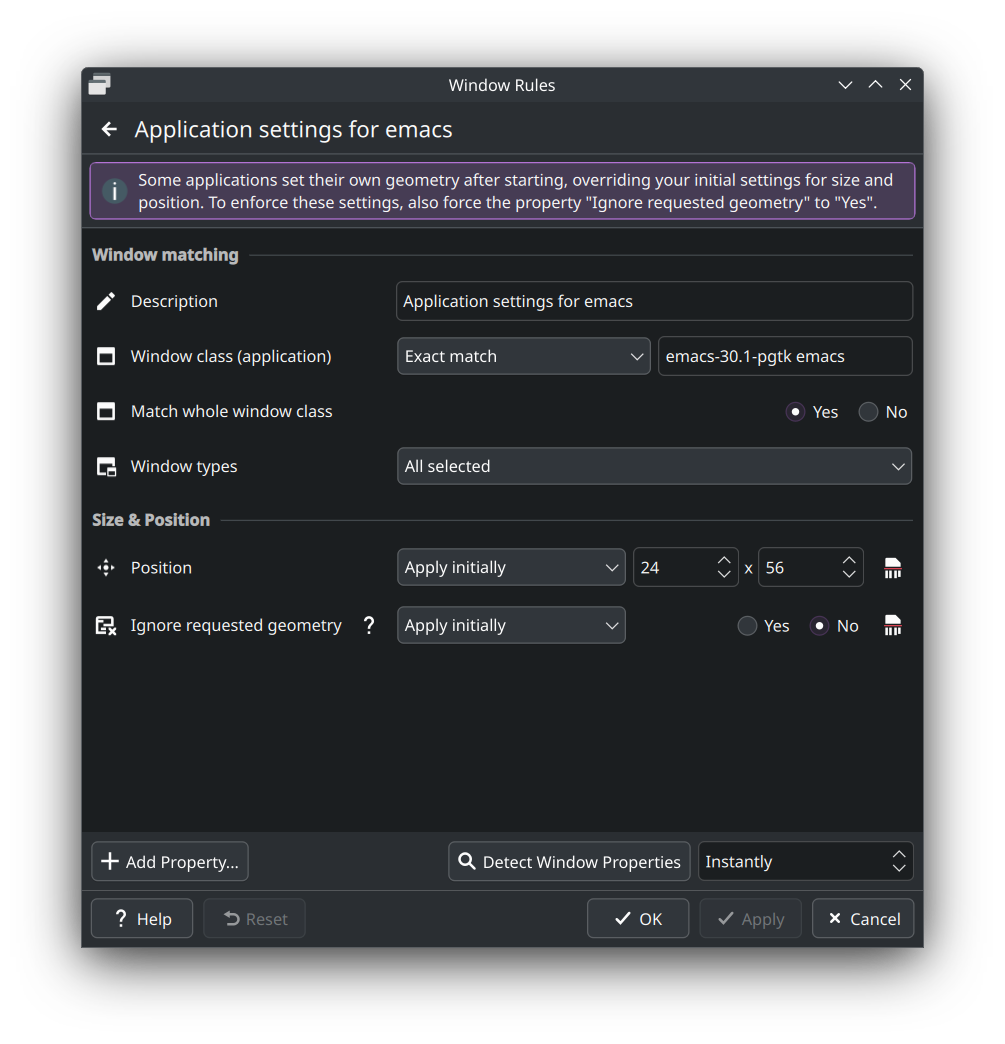 Window Rules
Application settings for emacs
Some applications set their own geometry after starting, overriding your initial settings for size and
position. To enforce these settings, also force the property "Ignore requested geometry" to "Yes".
Window matching
Description Application settings for emacs
Window class (application) Exact match emacs-30.1-pgtk emacs
Match whole window class Yes No
Window types All selected
Size & Position
Position Apply initially 24 x 56
Ignore requested geometry ? Apply initially Yes No
Add Property... Detect Window Properties Instantly
? Help Reset OK Apply Cancel